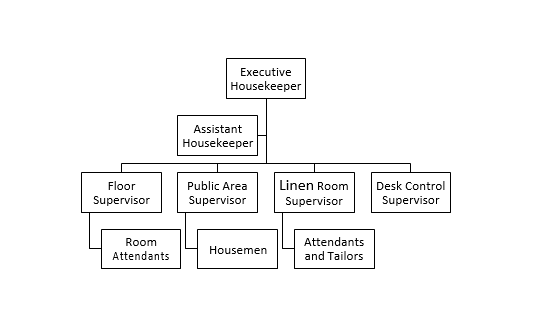 Executive
Housekeeper
Assistant
Housekeeper
Floor
Supervisor
Public Area
Supervisor
Linen Room
Supervisor
Desk Control
Supervisor
Room
Attendants
Housemen
Attendants
and Tailors